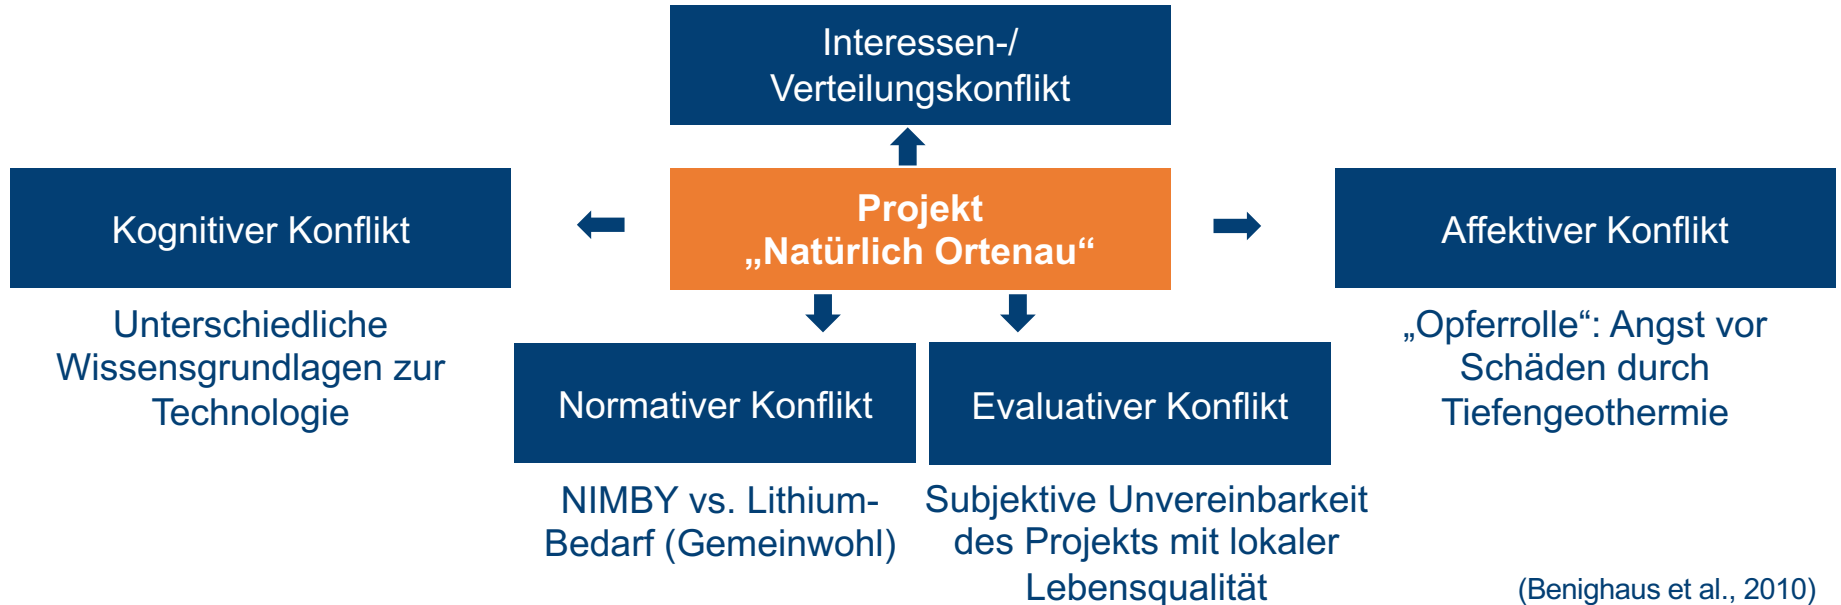 Interessen-/
Verteilungskonflikt
Kognitiver Konflikt
Projekt
„Natürlich Ortenau“
Affektiver Konflikt
Unterschiedliche
Wissensgrundlagen zur
Technologie
„Opferrolle“: Angst vor
Schäden durch
Tiefengeothermie
Normativer Konflikt
Evaluativer Konflikt
NIMBY vs. Lithium-
Bedarf (Gemeinwohl)
Subjektive Unvereinbarkeit
des Projekts mit lokaler
Lebensqualität
(Benighaus et al., 2010)